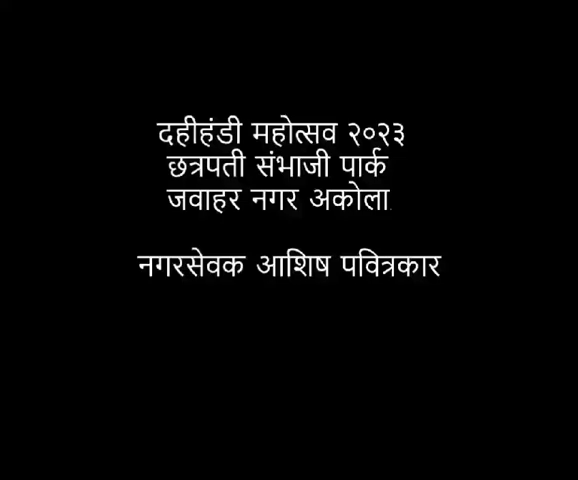 दहीहंडी महोत्सव २०२३
छत्रपती संभाजी पार्क
जवाहर नगर अकोला
नगरसेवक आशिष पवित्रकार